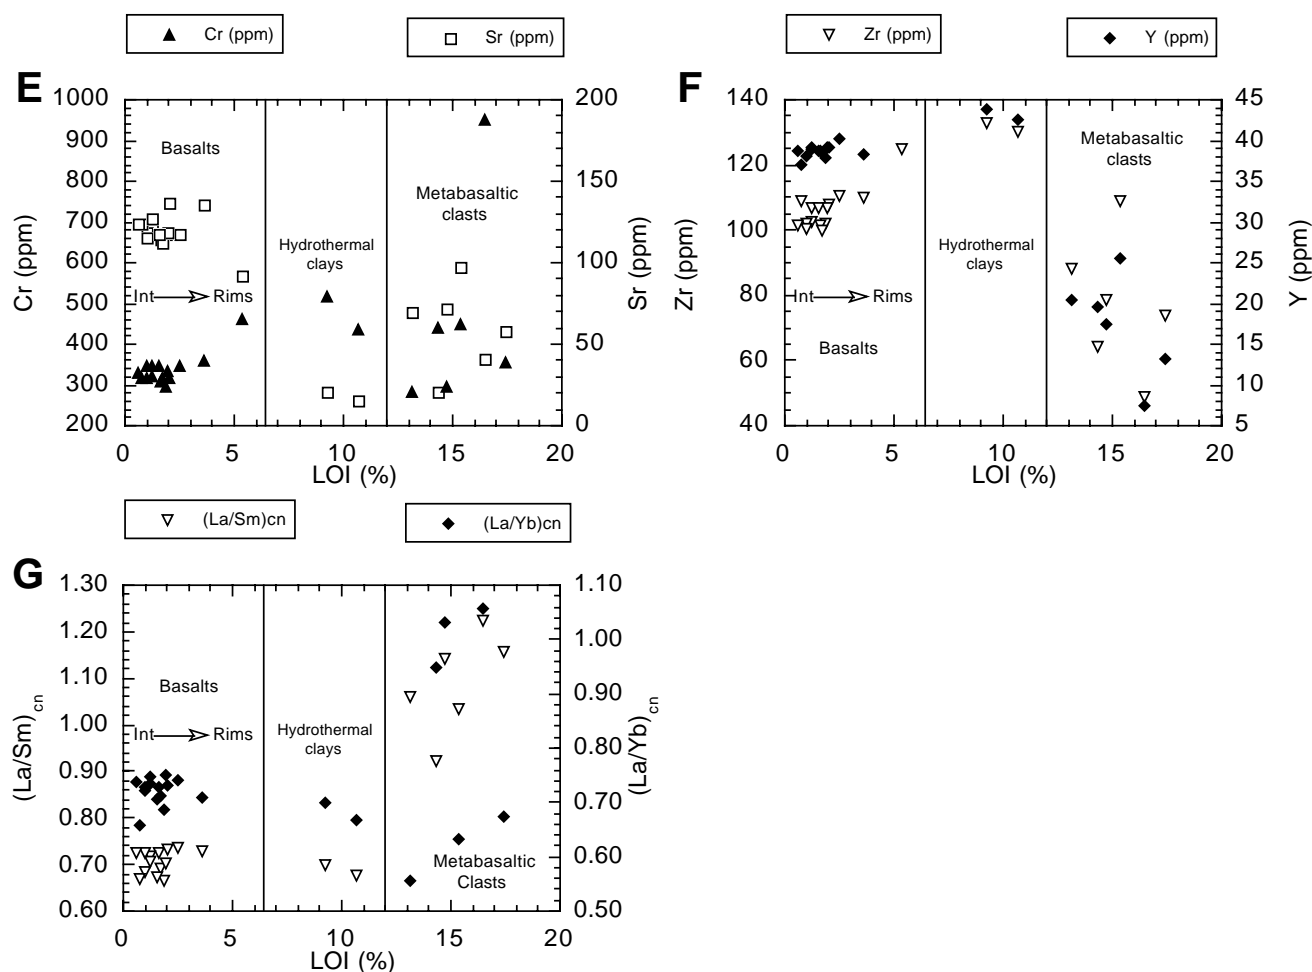 Cr (ppm)
Sr (ppm)
Zr (ppm)
Y (ppm)
E
1000
900
800
700
600
500
400
300
200
Cr (ppm)
200
150
100
50
0
Sr (ppm)
Basalts
Int
Rims
Hydrothermal
clays
Metabasaltic
clasts
0
5
10
15
20
LOI (%)
F
140
120
100
80
60
40
Zr (ppm)
45
40
35
30
25
20
15
10
5
Y (ppm)
Metabasaltic
clasts
Hydrothermal
clays
Int
Rims
Basalts
0
5
10
15
20
LOI (%)
(La/Sm)cn
(La/Yb)cn
G
1.30
1.20
1.10
1.00
0.90
0.80
0.70
0.60
(La/Sm)cn
1.10
1.00
0.90
0.80
0.70
0.60
0.50
(La/Yb)cn
Basalts
Int
Rims
Hydrothermal
clays
Metabasaltic
Clasts
0
5
10
15
20
LOI (%)